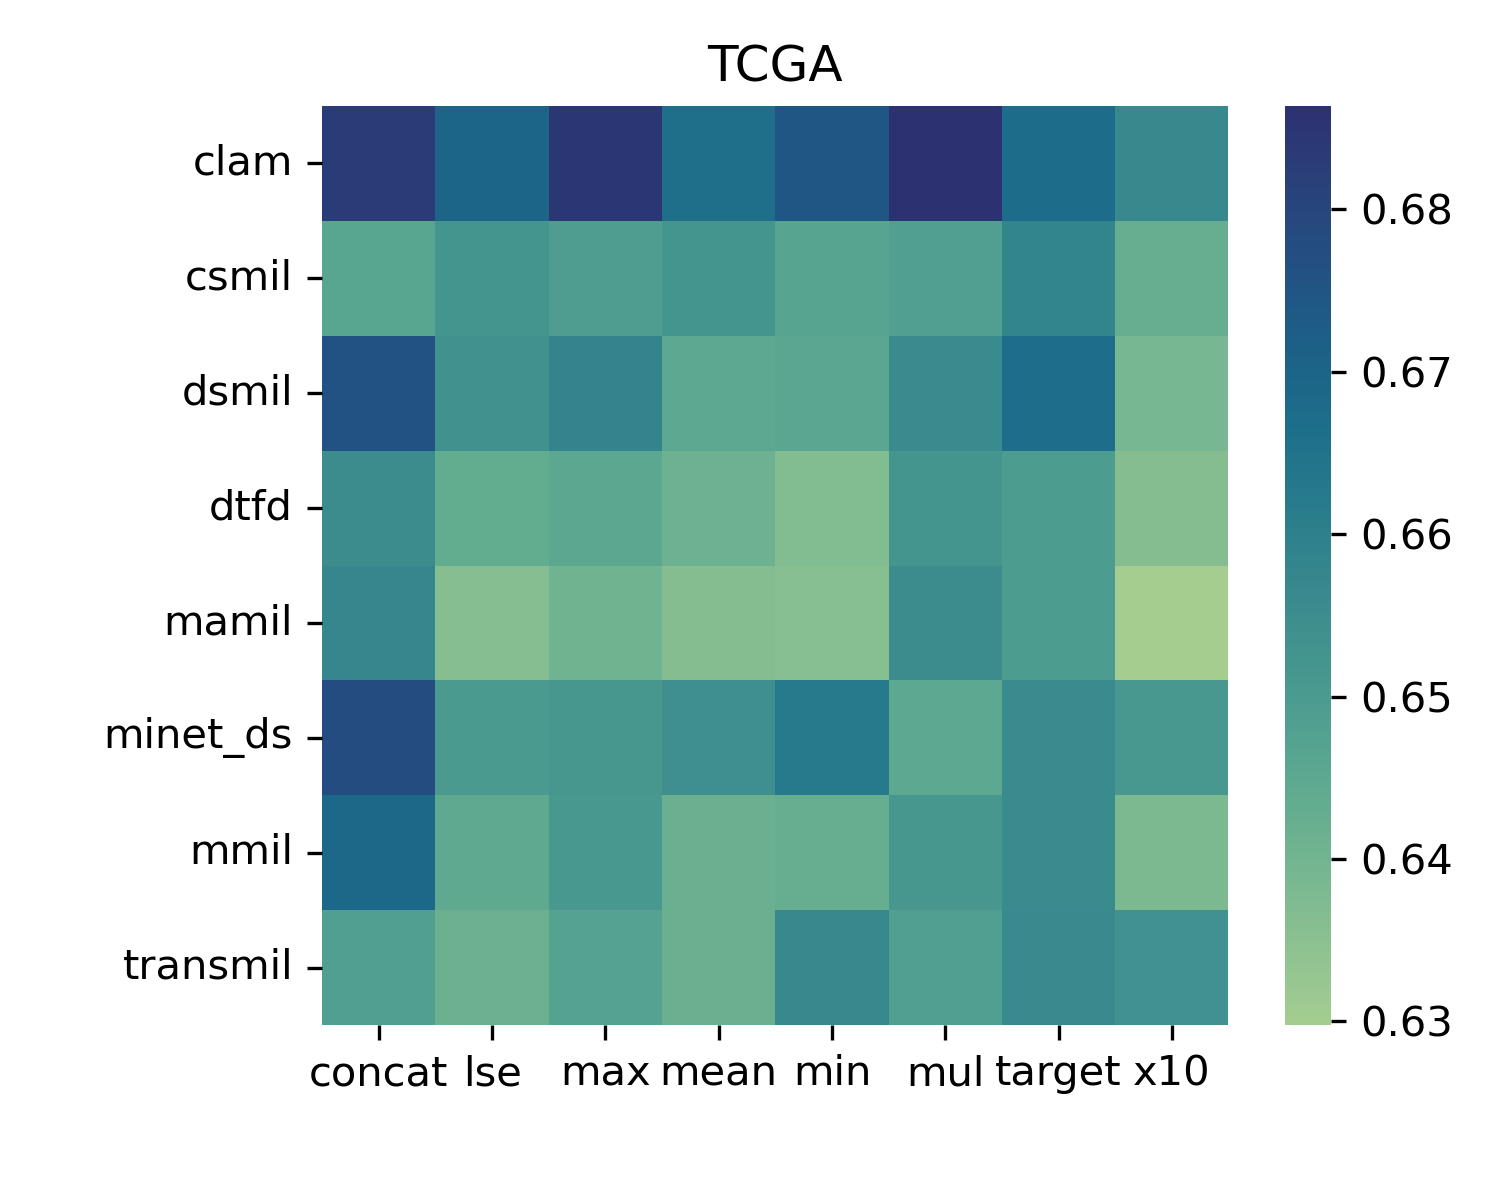 TCGA
clam
csmil
dsmil
dtfd
mamil
minet_ds
mmil
transmil
concat lse max mean min mul target x10
0.68
0.67
0.66
0.65
0.64
0.63